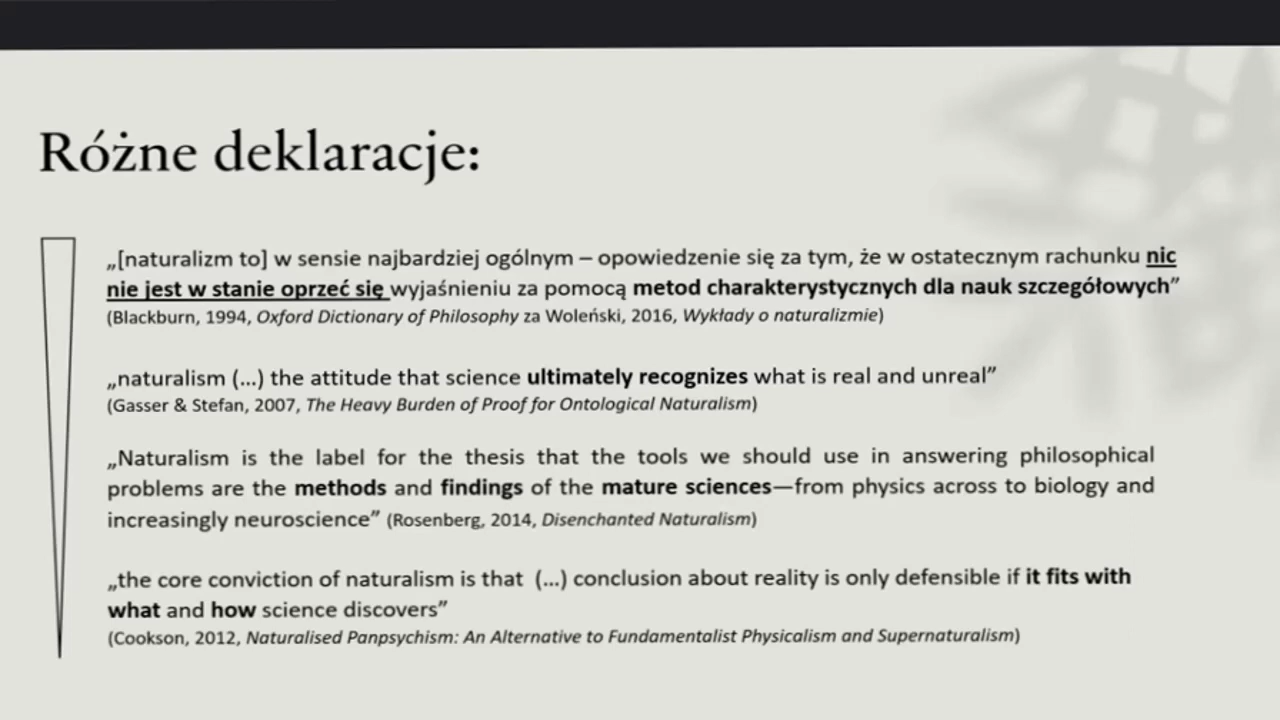 Różne deklaracje:
„[naturalizm to] w sensie najbardziej ogólnym – opowiedzenie się za tym, że w ostatecznym rachunku nic
nie jest w stanie oprzeć się wyjaśnieniu za pomocą metod charakterystycznych dla nauk szczegółowych”
(Blackburn, 1994, Oxford Dictionary of Philosophy za Woleński, 2016, Wykłady o naturalizmie)
„naturalism (...) the attitude that science ultimately recognizes what is real and unreal”
(Gasser & Stefan, 2007, The Heavy Burden of Proof for Ontological Naturalism)
„Naturalism is the label for the thesis that the tools we should use in answering philosophical
problems are the methods and findings of the mature sciences—from physics across to biology and
increasingly neuroscience” (Rosenberg, 2014, Disenchanted Naturalism)
„the core conviction of naturalism is that (...) conclusion about reality is only defensible if it fits with
what and how science discovers”
(Cookson, 2012, Naturalised Panpsychism: An Alternative to Fundamentalist Physicalism and Supernaturalism)